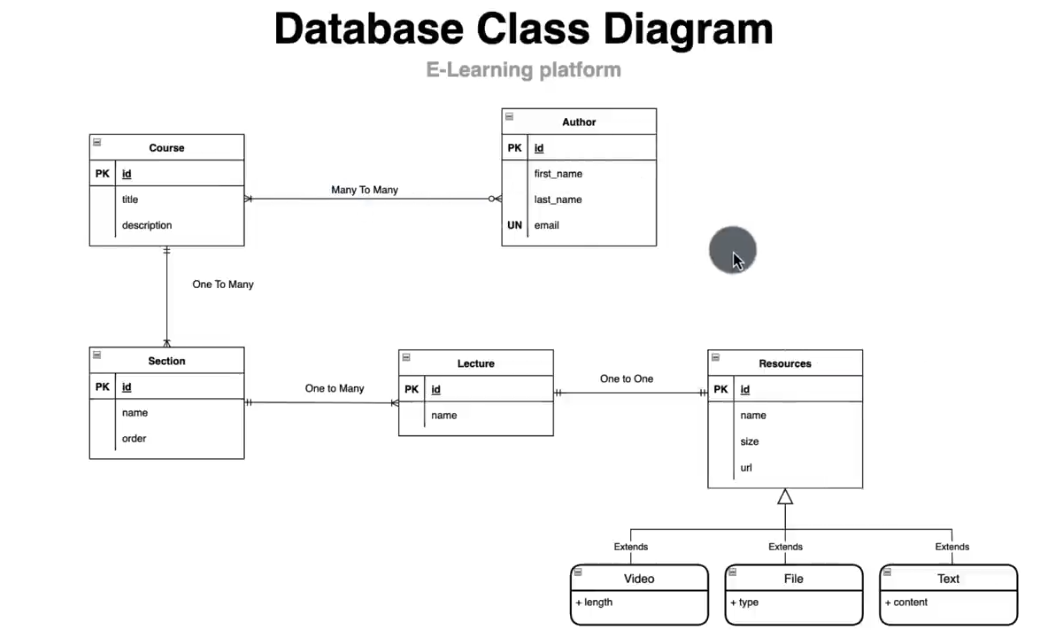 Database Class Diagram
E-Learning platform
Course
PK id
title
description
Many To Many
Author
PK id
first_name
last_name
UN email
One To Many
Section
PK id
name
order
One to Many
Lecture
PK id
name
One to One
Resources
PK id
name
size
url
Extends
Extends
Extends
Video
+ length
File
+ type
Text
+ content